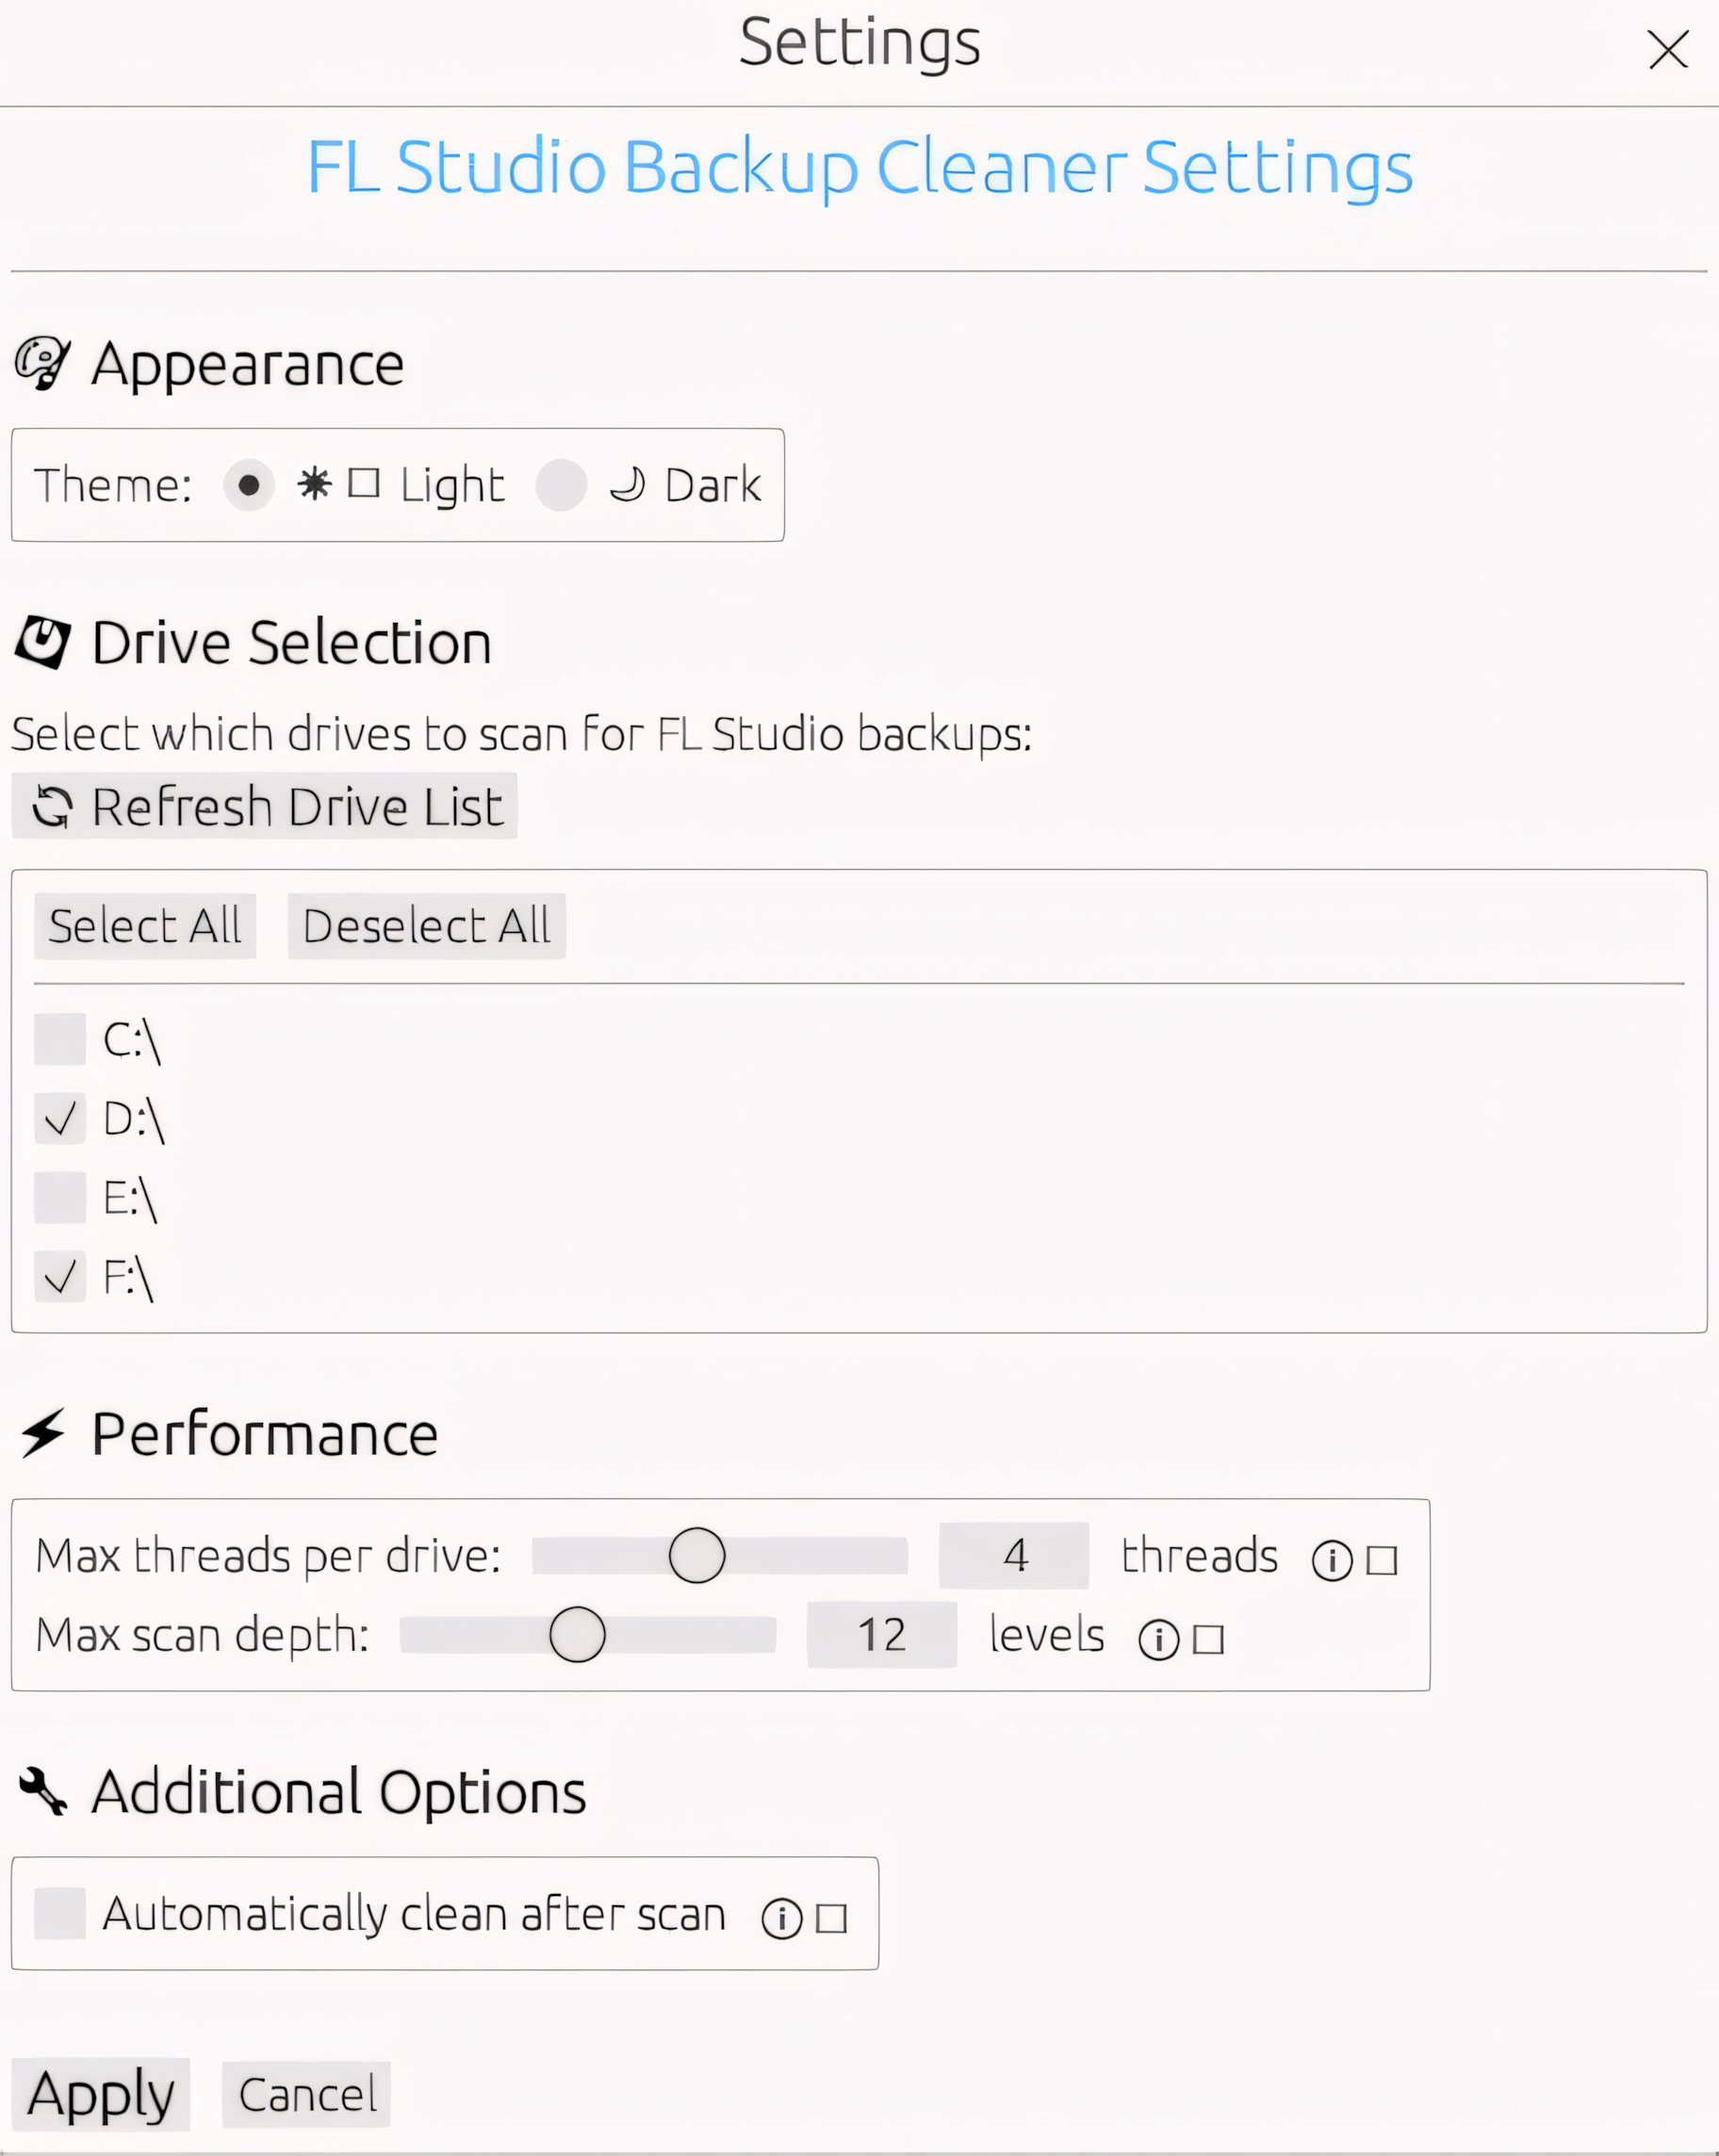 Settings
FL Studio Backup Cleaner Settings
Appearance
Theme: Light Dark
Drive Selection
Select which drives to scan for FL Studio backups:
Refresh Drive List
Select All Deselect All
C:\
D:\
E:\
F:\
Performance
Max threads per drive: 4 threads
Max scan depth: 12 levels
Additional Options
Automatically clean after scan
Apply Cancel